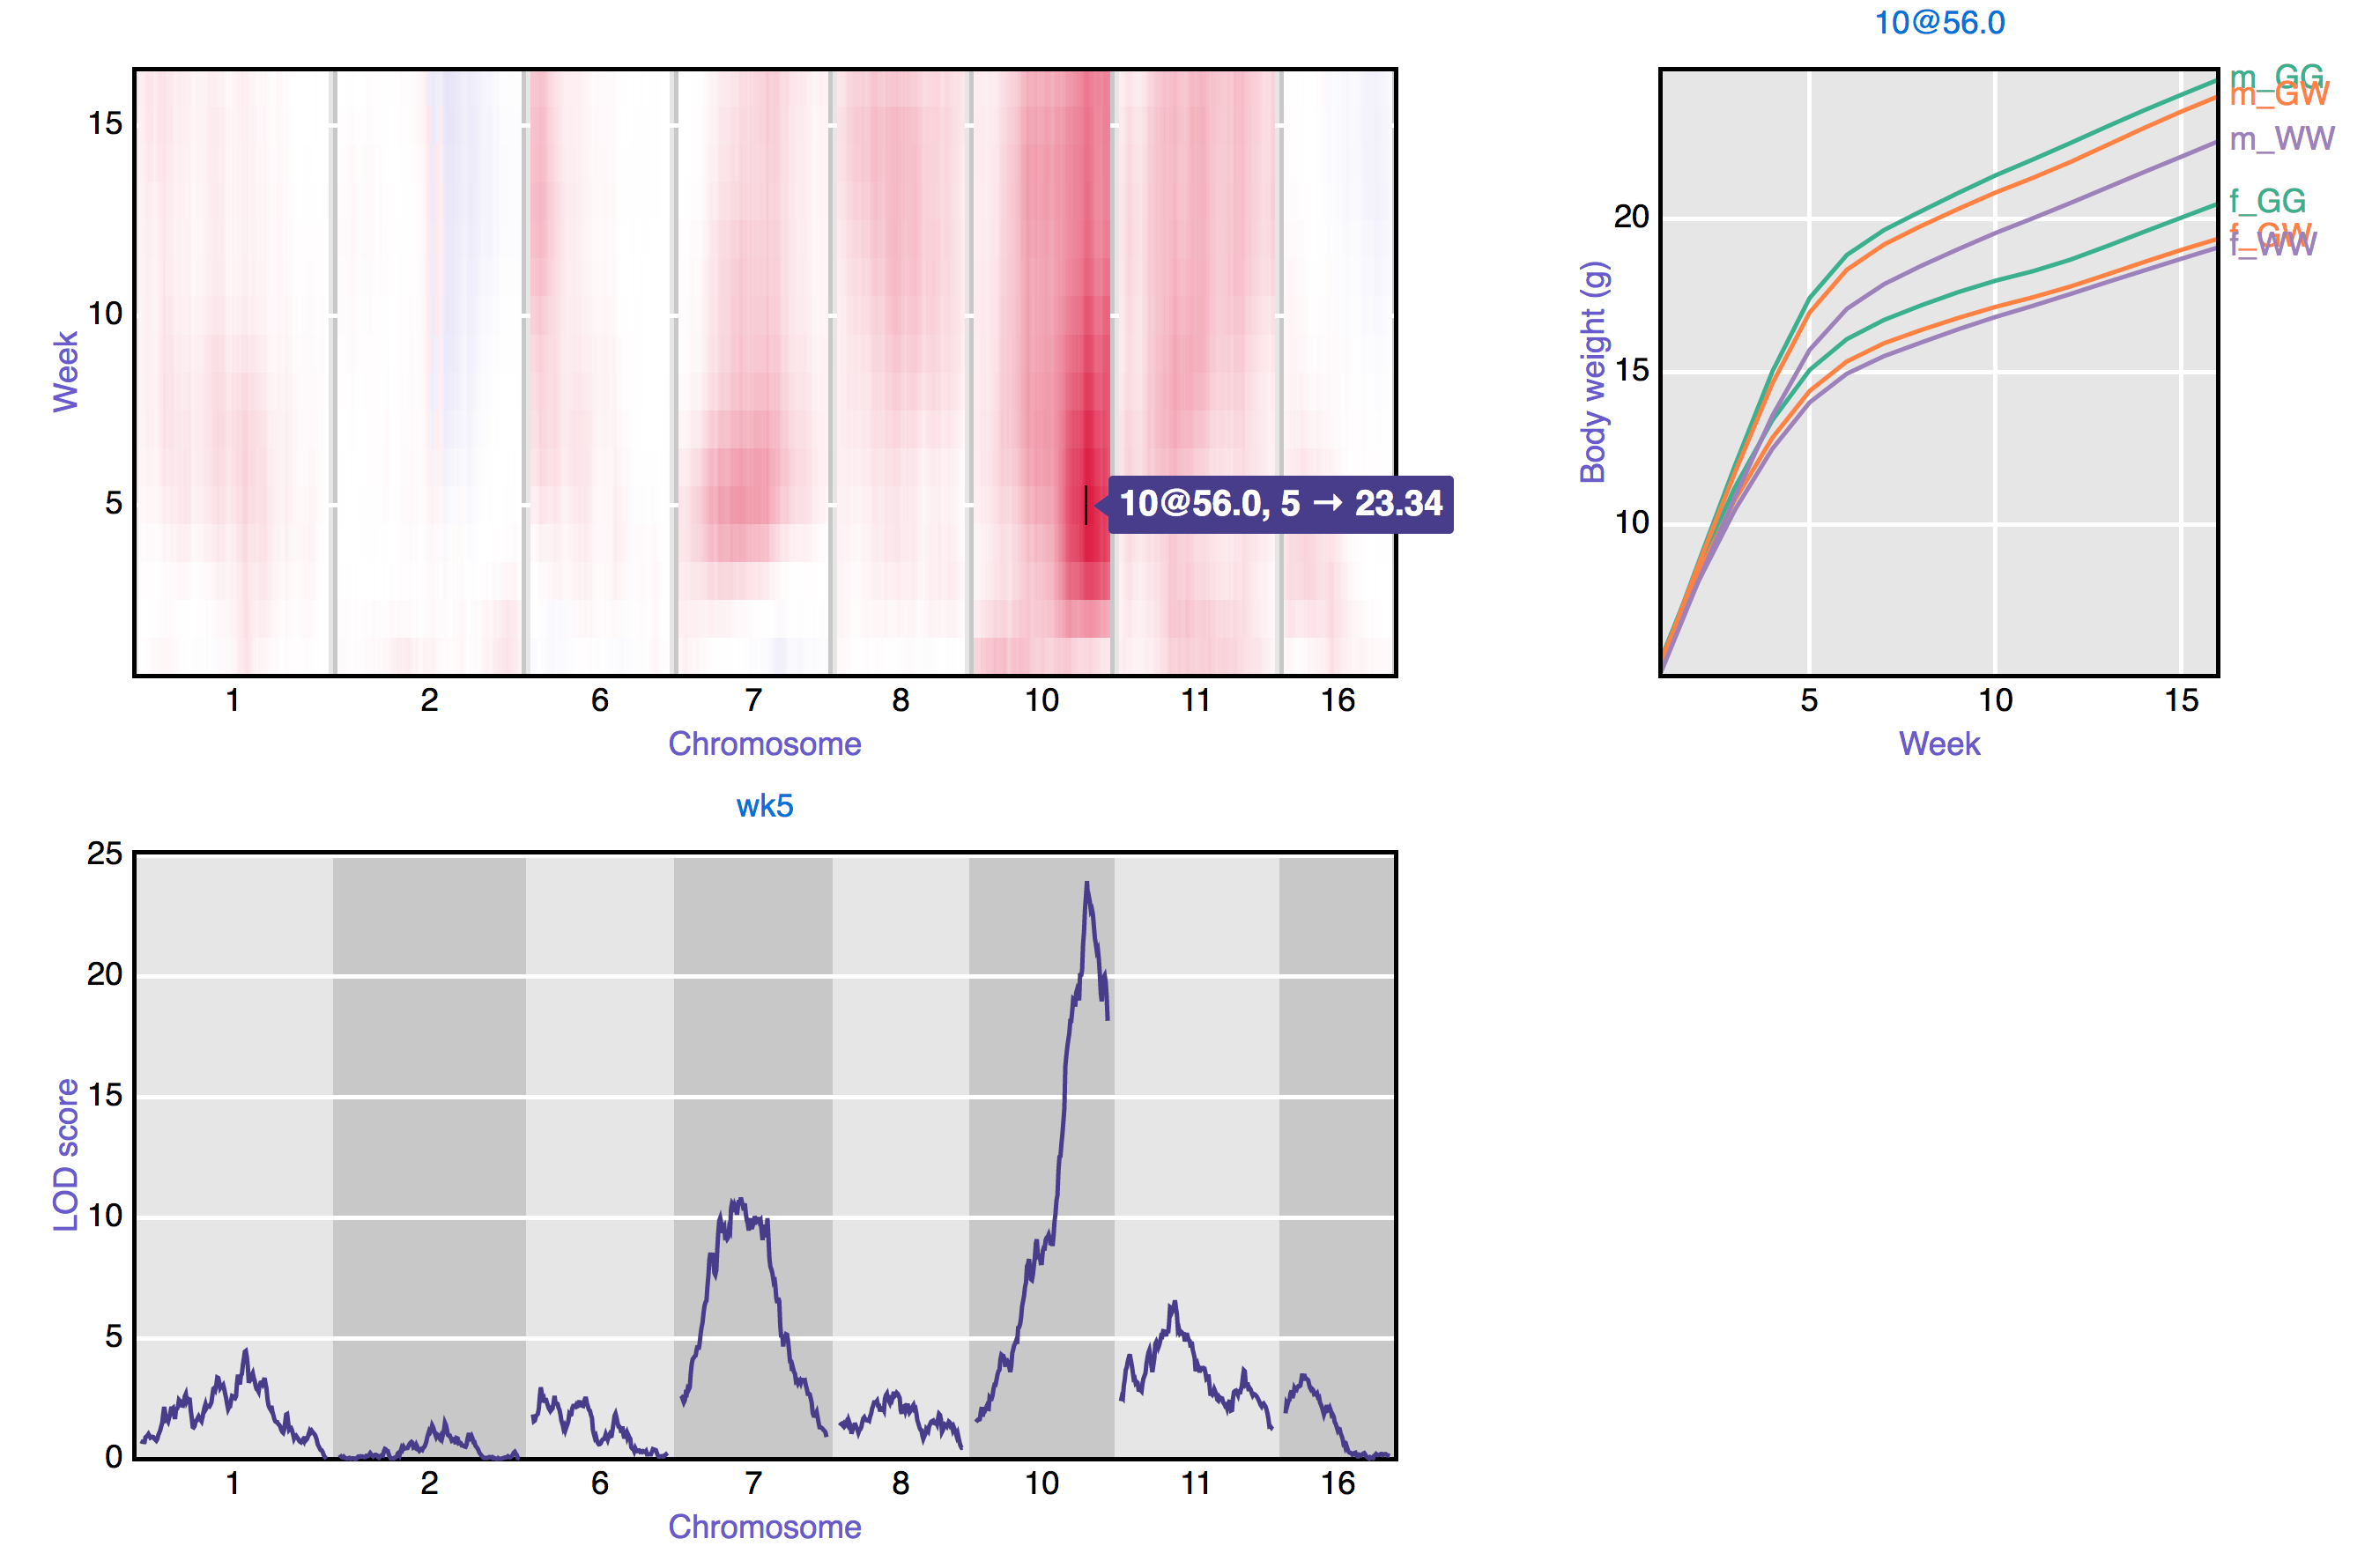 10@56.0
15
10
5
Week
10@56.0, 5 → 23.34
1 2 6 7 8 10 11 16
Chromosome
20
15
10
Body weight (g)
m_GG
m_GW
m_WW
f_GG
f_GW
f_WW
5 10 15
Week
wk5
25
20
15
10
5
0
LOD score
1 2 6 7 8 10 11 16
Chromosome